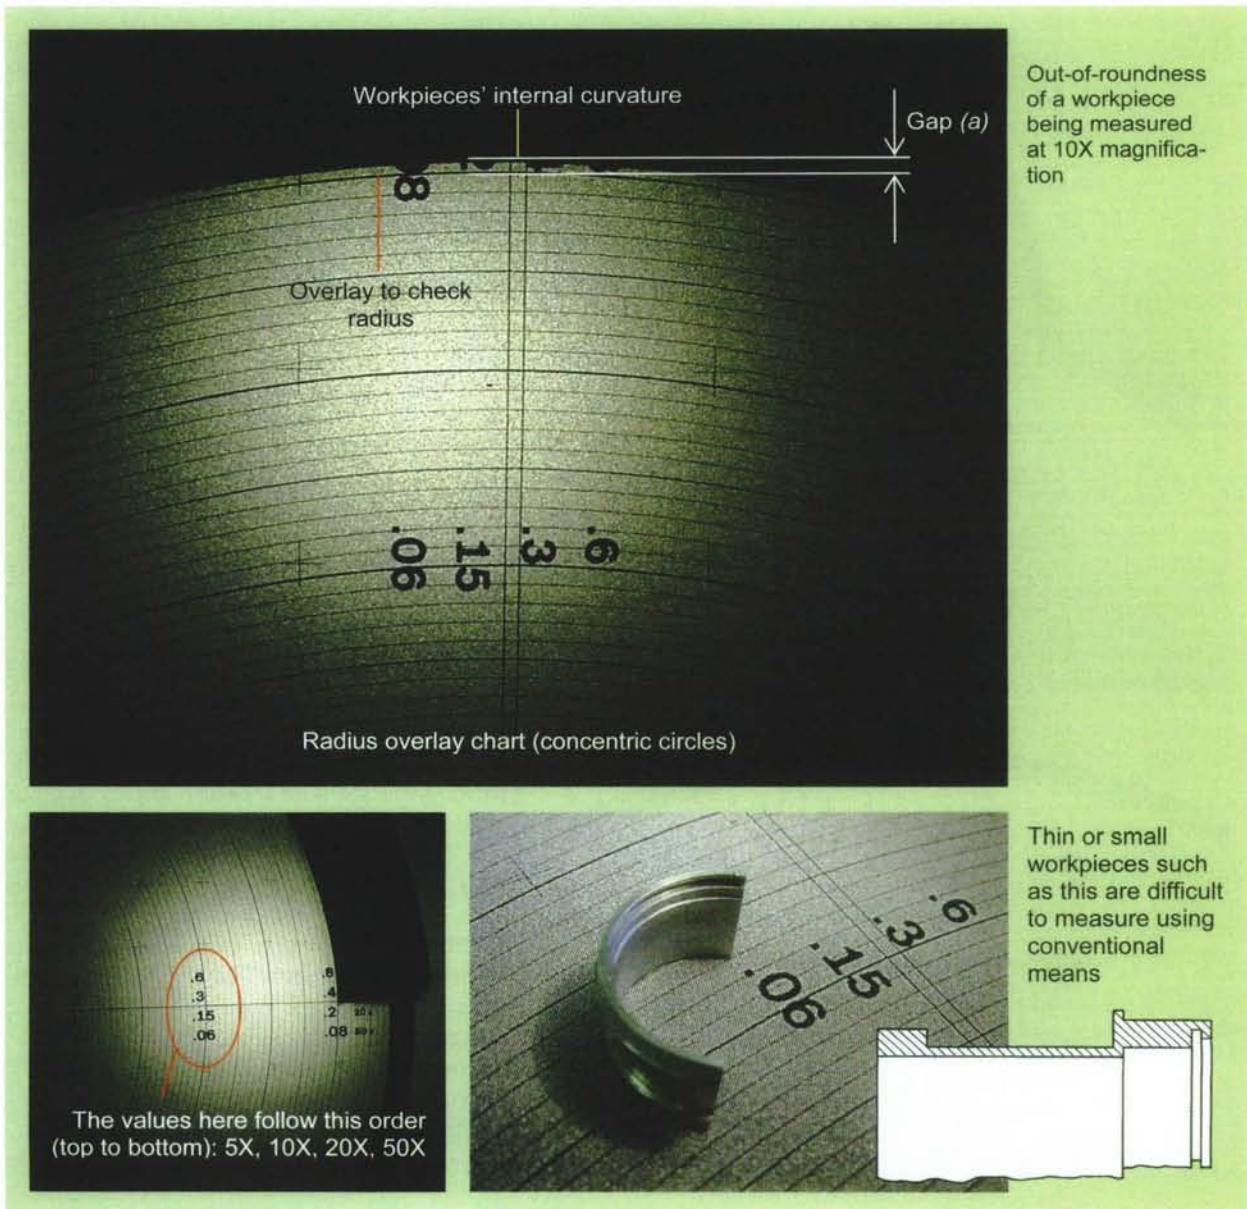 Workpieces' internal curvature
Gap (a)
Out-of-roundness
of a workpiece
being measured
at 10X magnifica-
tion
8
Overlay to check
radius
.06 .15 .3 .6
Radius overlay chart (concentric circles)
.6
.3
.15
.06
.8
.4
.2
.08
The values here follow this order
(top to bottom): 5X, 10X, 20X, 50X
.06 .15 .3 .6
Thin or small
workpieces such
as this are difficult
to measure using
conventional
means